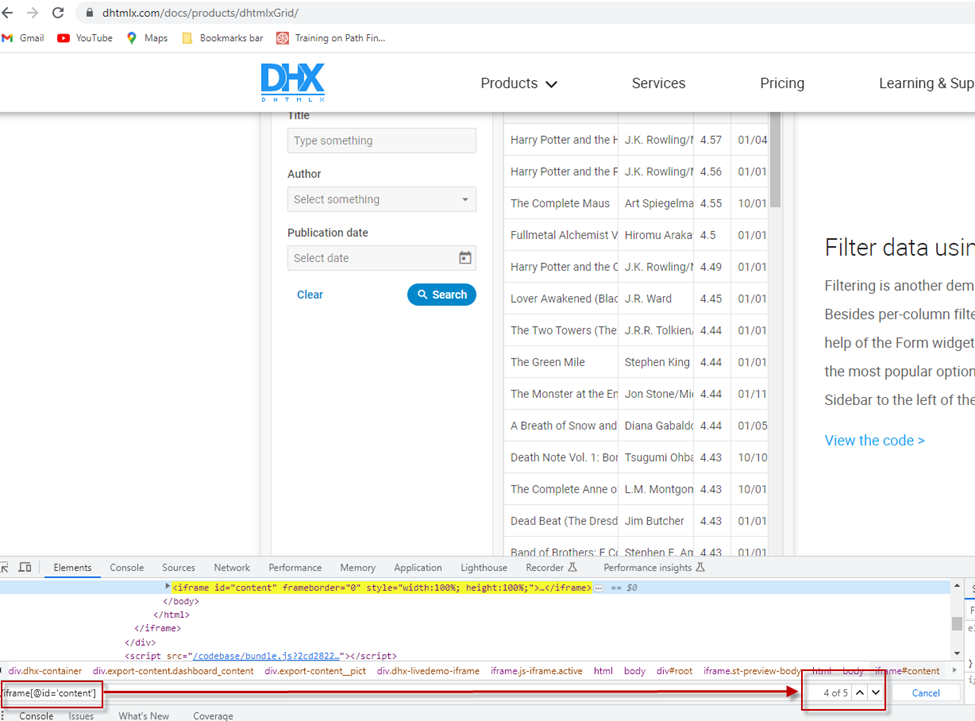 dhtmlx.com/docs/products/dhtmlxGrid/
Gmail YouTube Maps Bookmarks bar Training on Path Fin...
DHX
DHTMLX
Products Services Pricing Learning & Sup
Title
Type something
Author
Select something
Publication date
Select date
Clear Search
Harry Potter and the H J.K. Rowling/M 4.57 01/04
Harry Potter and the P J.K. Rowling/M 4.56 01/01
The Complete Maus Art Spiegelma 4.55 10/01
Fullmetal Alchemist V Hiromu Araka 4.5 01/01
Harry Potter and the C J.K. Rowling/M 4.49 01/01
Lover Awakened (Blac J.R. Ward 4.45 01/01
The Two Towers (The J.R.R. Tolkien/ 4.44 01/01
The Green Mile Stephen King 4.44 01/01
The Monster at the En Jon Stone/Mic 4.44 01/11
A Breath of Snow and Diana Gabaldo 4.44 01/05
Death Note Vol. 1: Bor Tsugumi Ohba 4.43 10/10
The Complete Anne o L.M. Montgom 4.43 10/01
Dead Beat (The Dresd Jim Butcher 4.43 01/01
Band of Brothers: E Co Stephen E. Am 4.43 01/01
Filter data usin
Filtering is another dem
Besides per-column filte
help of the Form widget
the most popular option
Sidebar to the left of the
View the code >
Elements Console Sources Network Performance Memory Application Lighthouse Recorder Performance insights
<iframe id="content" frameborder="0" style="width:100%; height:100%;">…</iframe> == $0
</body>
</html>
</iframe>
</div>
<script src="/codebase/bundle.js?2cd2822…"></script>
div.dhx-container div.export-content.dashboard_content div.export-content__pict div.dhx-livedemo-iframe iframe.js-iframe.active html body div#root iframe.st-preview-body html body iframe#content
/iframe[@id='content'] 4 of 5 Cancel
Console Issues What's New Coverage